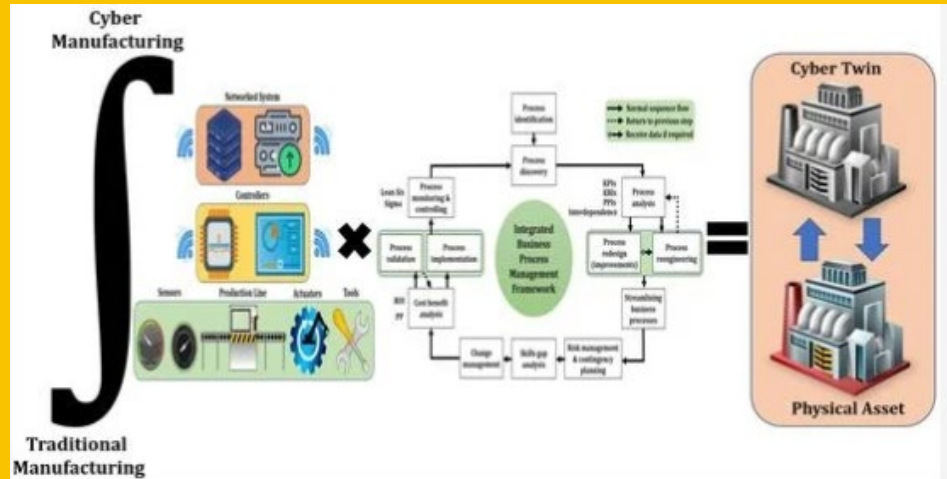 Cyber
Manufacturing
Networked System
Controllers
Sensors
Production Line
Actuators
Tools
Traditional
Manufacturing
Process
identification
Process
discovery
Normal sequence flow
Return to previous step
Receive data if required
Lean Six
Sigma
Process
monitoring &
controlling
KPIs
PPIs
Interdependence
Process
analysis
Process
validation
Process
implementation
Integrated
Business
Process
Management
Framework
Process
redesign
(improvements)
Process
reengineering
ROI
PP
Cost benefit
analysis
Streamlining
business
processes
Change
management
Skills gap
analysis
Risk management
& contingency
planning
Cyber Twin
Physical Asset